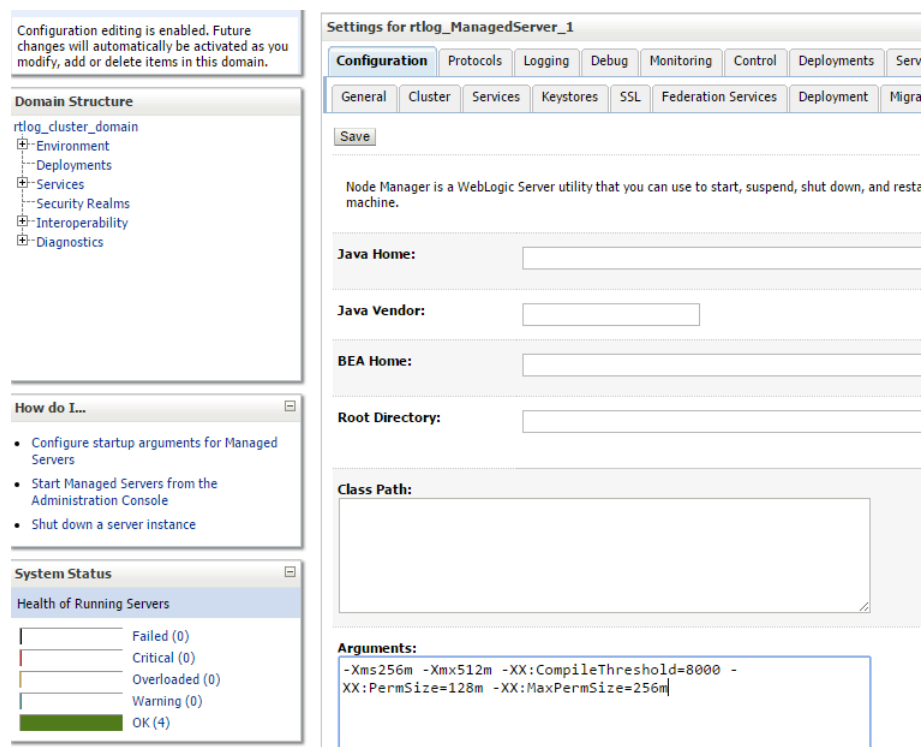 Configuration editing is enabled. Future
changes will automatically be activated as you
modify, add or delete items in this domain.
Domain Structure
rtlog_cluster_domain
Environment
Deployments
Services
Security Realms
Interoperability
Diagnostics
How do I...
Configure startup arguments for Managed
Servers
Start Managed Servers from the
Administration Console
Shut down a server instance
System Status
Health of Running Servers
Failed (0)
Critical (0)
Overloaded (0)
Warning (0)
OK (4)
Settings for rtlog_ManagedServer_1
Configuration Protocols Logging Debug Monitoring Control Deployments Serv
General Cluster Services Keystores SSL Federation Services Deployment Migra
Save
Node Manager is a WebLogic Server utility that you can use to start, suspend, shut down, and resta
machine.
Java Home:
Java Vendor:
BEA Home:
Root Directory:
Class Path:
Arguments:
-Xms256m -Xmx512m -XX:CompileThreshold=8000 -
XX:PermSize=128m -XX:MaxPermSize=256m